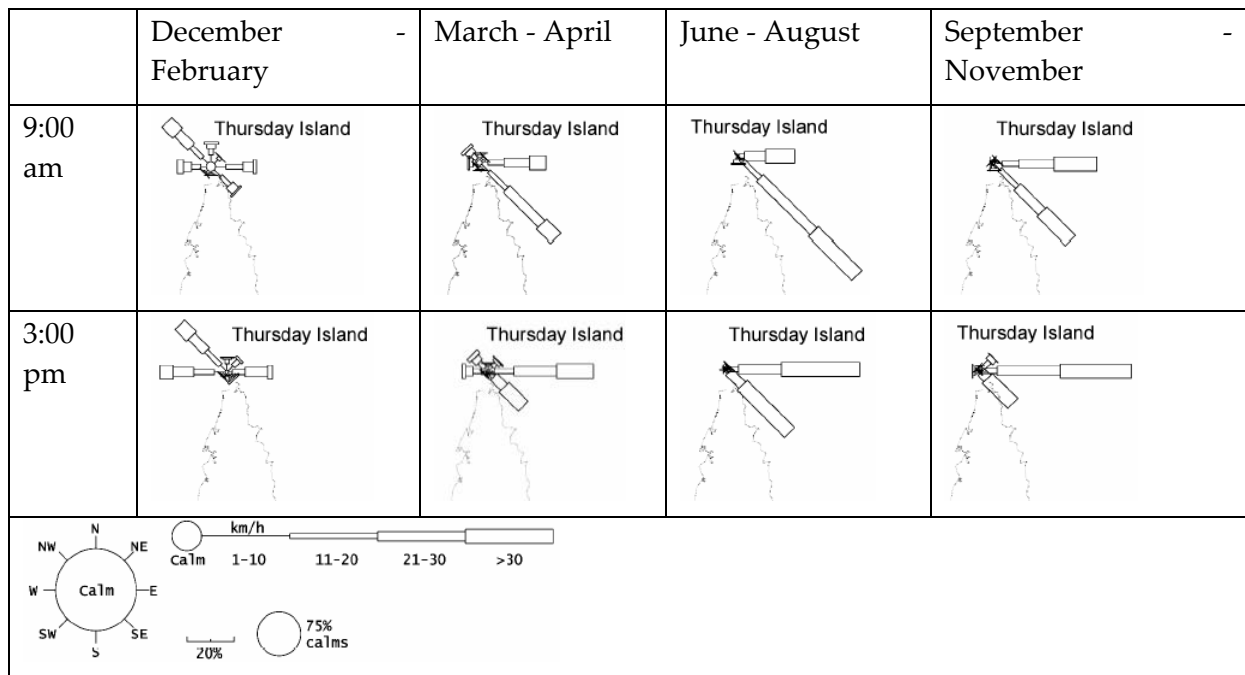 December -
February
March - April
June - August
September -
November
9:00
am
Thursday Island
Thursday Island
Thursday Island
Thursday Island
3:00
pm
Thursday Island
Thursday Island
Thursday Island
Thursday Island
N
NW
NE
W
Calm
E
SW
SE
S
km/h
Calm
1-10
11-20
21-30
>30
20%
75%
calms